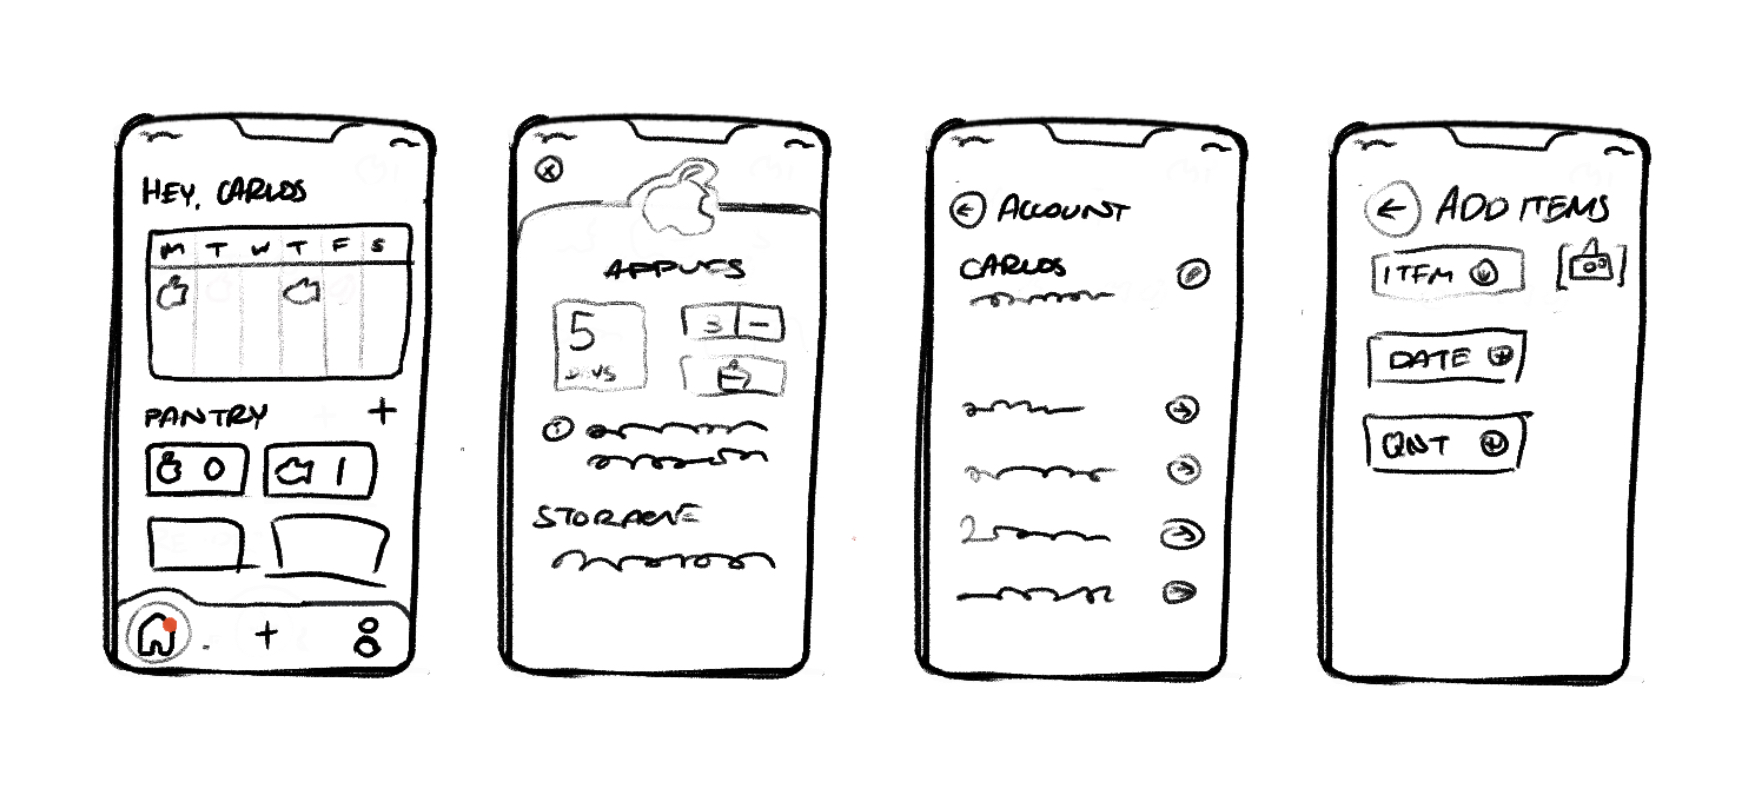 HEY, CARLOS
M T W T F S
PANTRY +
0 1
+
APPLES
5
DAYS
3 -
STORAGE
ACCOUNT
CARLOS
ADD ITEMS
ITEM
DATE
QNT